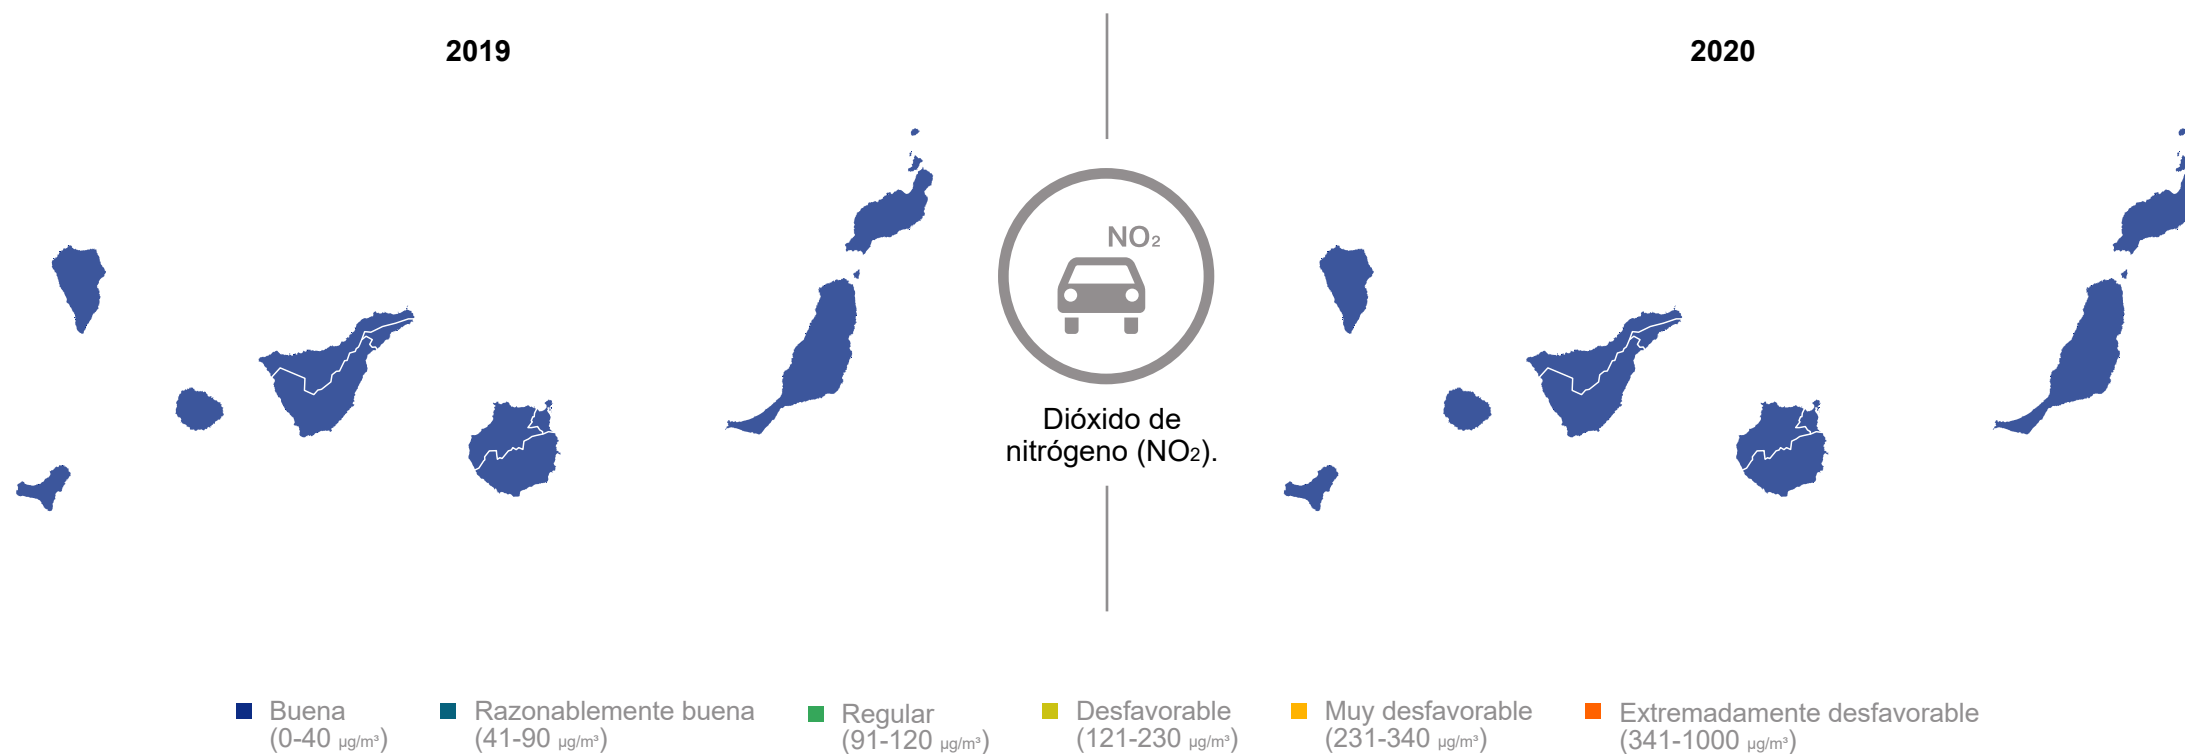 2019
2020
NO₂
Dióxido de
nitrógeno (NO₂).
Buena
(0-40 µg/m³)
Razonablemente buena
(41-90 µg/m³)
Regular
(91-120 µg/m³)
Desfavorable
(121-230 µg/m³)
Muy desfavorable
(231-340 µg/m³)
Extremadamente desfavorable
(341-1000 µg/m³)